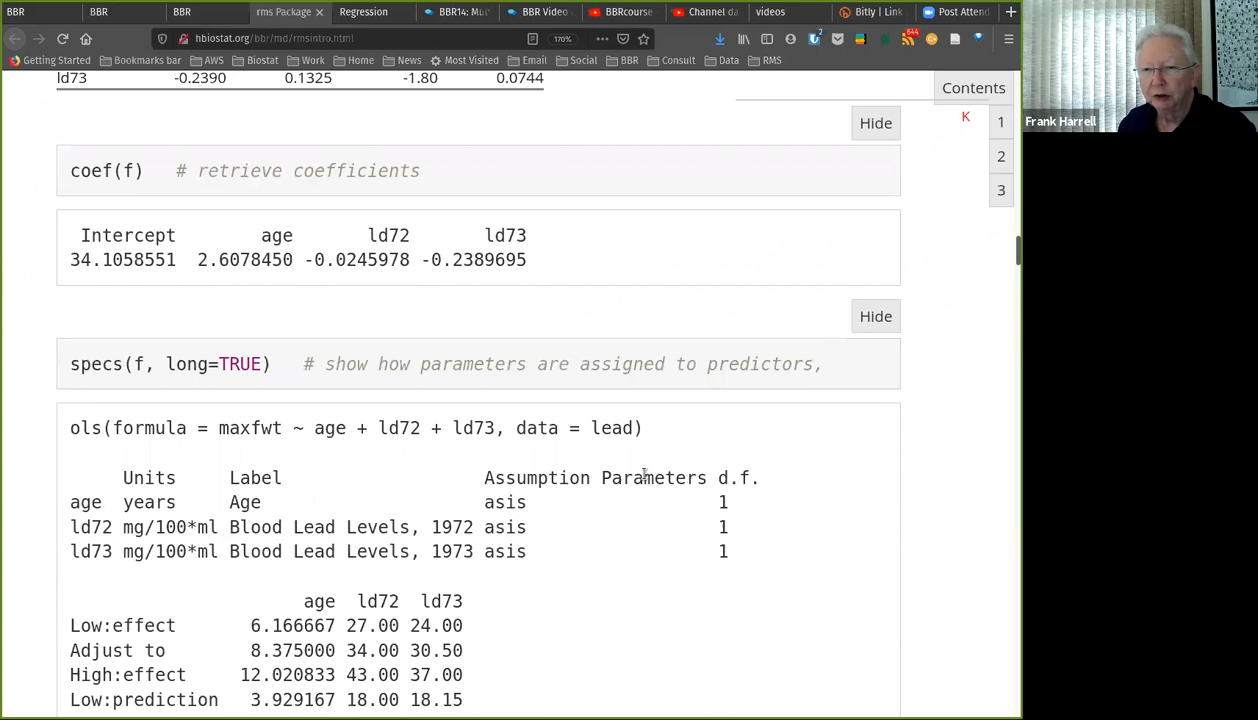 BBR BBR BBR rms Package Regression BBR14: Mul BBR Video BBRcourse Channel da videos Bitly | Link Post Attend
hbiostat.org/bbr/md/rmsintro.html 170% 2 644
Getting Started Bookmarks bar AWS Biostat Work Home News Most Visited Email Social BBR Consult Data RMS
ld73 -0.2390 0.1325 -1.80 0.0744
Contents
K
1
2
3
Frank Harrell
Hide
coef(f) # retrieve coefficients
Intercept age ld72 ld73
34.1058551 2.6078450 -0.0245978 -0.2389695
Hide
specs(f, long=TRUE) # show how parameters are assigned to predictors,
ols(formula = maxfwt ~ age + ld72 + ld73, data = lead)
Units Label Assumption Parameters d.f.
age years Age asis 1
ld72 mg/100*ml Blood Lead Levels, 1972 asis 1
ld73 mg/100*ml Blood Lead Levels, 1973 asis 1
age ld72 ld73
Low:effect 6.166667 27.00 24.00
Adjust to 8.375000 34.00 30.50
High:effect 12.020833 43.00 37.00
Low:prediction 3.929167 18.00 18.15